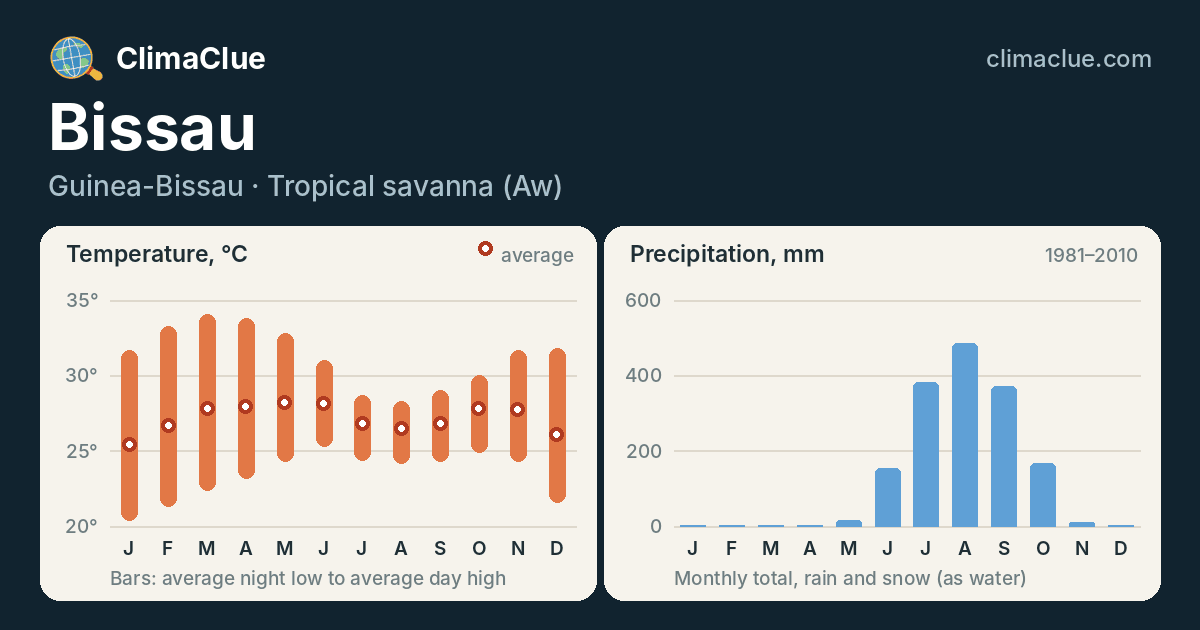 ClimaClue
climaclue.com
Bissau
Guinea-Bissau · Tropical savanna (Aw)
Temperature, °C
average
35°
30°
25°
20°
J F M A M J J A S O N D
Bars: average night low to average day high
Precipitation, mm
1981–2010
600
400
200
0
J F M A M J J A S O N D
Monthly total, rain and snow (as water)